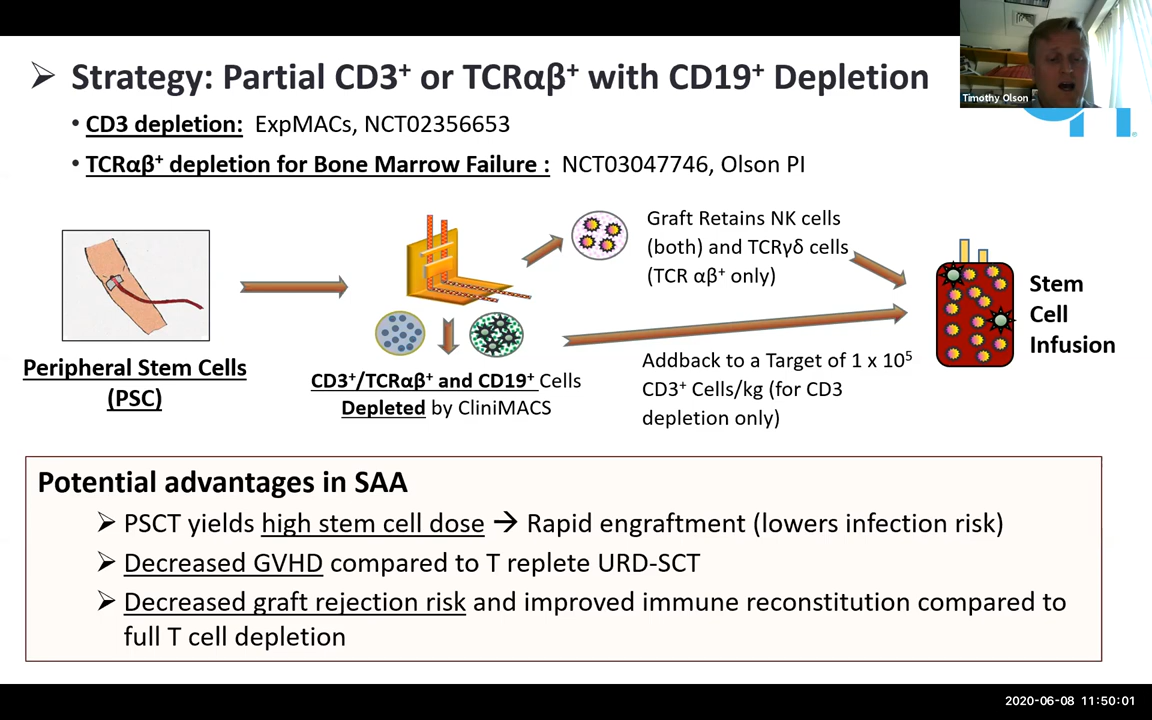 ➢ Strategy: Partial CD3⁺ or TCRαβ⁺ with CD19⁺ Depletion
Timothy Olson
• CD3 depletion: ExpMACs, NCT02356653
• TCRαβ⁺ depletion for Bone Marrow Failure : NCT03047746, Olson PI
Graft Retains NK cells
(both) and TCRγδ cells
(TCR αβ⁺ only)
Stem
Cell
Infusion
Peripheral Stem Cells
(PSC)
CD3⁺/TCRαβ⁺ and CD19⁺ Cells
Depleted by CliniMACS
Addback to a Target of 1 x 10⁵
CD3⁺ Cells/kg (for CD3
depletion only)
Potential advantages in SAA
➢ PSCT yields high stem cell dose → Rapid engraftment (lowers infection risk)
➢ Decreased GVHD compared to T replete URD-SCT
➢ Decreased graft rejection risk and improved immune reconstitution compared to
full T cell depletion
2020-06-08 11:50:01